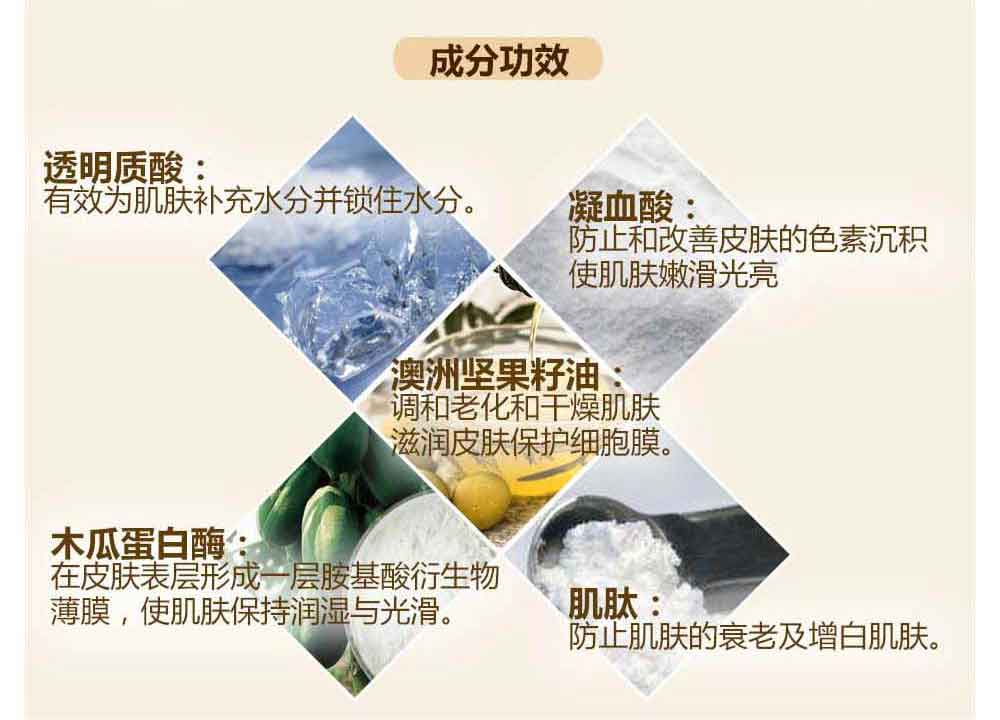 成分功效
透明质酸：
有效为肌肤补充水分并锁住水分。
凝血酸：
防止和改善皮肤的色素沉积
使肌肤嫩滑光亮
澳洲坚果籽油：
调和老化和干燥肌肤
滋润皮肤保护细胞膜。
木瓜蛋白酶：
在皮肤表层形成一层胺基酸衍生物
薄膜，使肌肤保持润湿与光滑。
肌肽：
防止肌肤的衰老及增白肌肤。